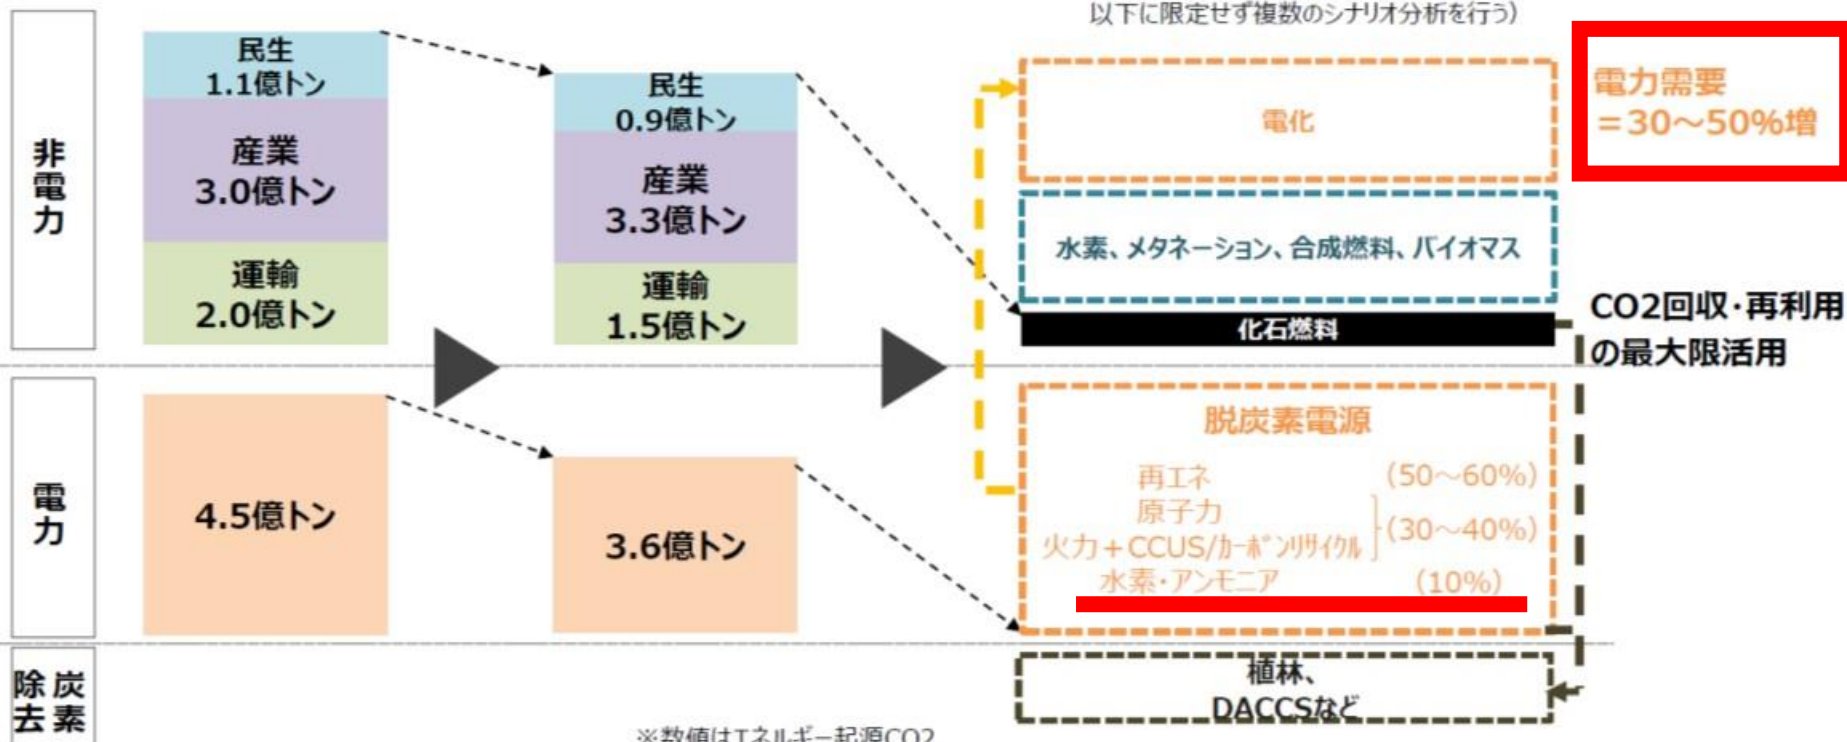 以下に限定せず複数のシナリオ分析を行う）
非電力
民生
1.1億トン
産業
3.0億トン
運輸
2.0億トン
民生
0.9億トン
産業
3.3億トン
運輸
1.5億トン
電化
電力需要
＝30～50%増
水素、メタネーション、合成燃料、バイオマス
化石燃料
CO2回収・再利用
の最大限活用
電力
4.5億トン
3.6億トン
脱炭素電源
再エネ （50～60%）
原子力
火力＋CCUS/ｶｰﾎﾞﾝﾘｻｲｸﾙ （30～40%）
水素・アンモニア （10%）
炭素除去
植林、
DACCSなど
※数値はエネルギー起源CO2